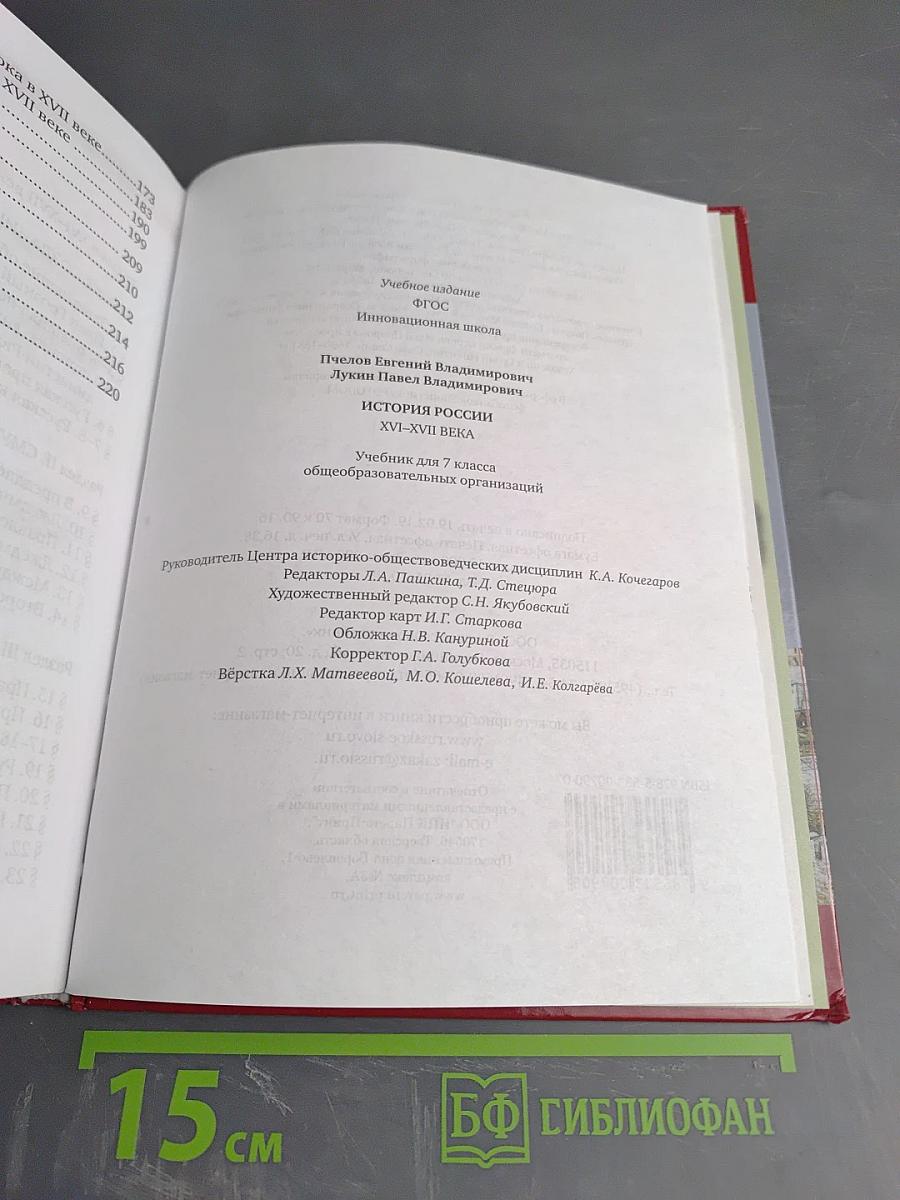 ока в XVII веке
XVII веке
173
183
190
199
209
210
212
214
216
220
Учебное издание
ФГОС
Инновационная школа
Пчелов Евгений Владимирович
Лукин Павел Владимирович
ИСТОРИЯ РОССИИ
XVI–XVII ВЕКА
Учебник для 7 класса
общеобразовательных организаций
Руководитель Центра историко-обществоведческих дисциплин К.А. Кочегаров
Редакторы Л.А. Пашкина, Т.Д. Стецюра
Художественный редактор С.Н. Якубовский
Редактор карт И.Г. Старкова
Обложка Н.В. Кануриной
Корректор Г.А. Голубкова
Вёрстка Л.Х. Матвеевой, М.О. Кошелева, И.Е. Колгарёва
15 см
БФ СИБЛИОФАН